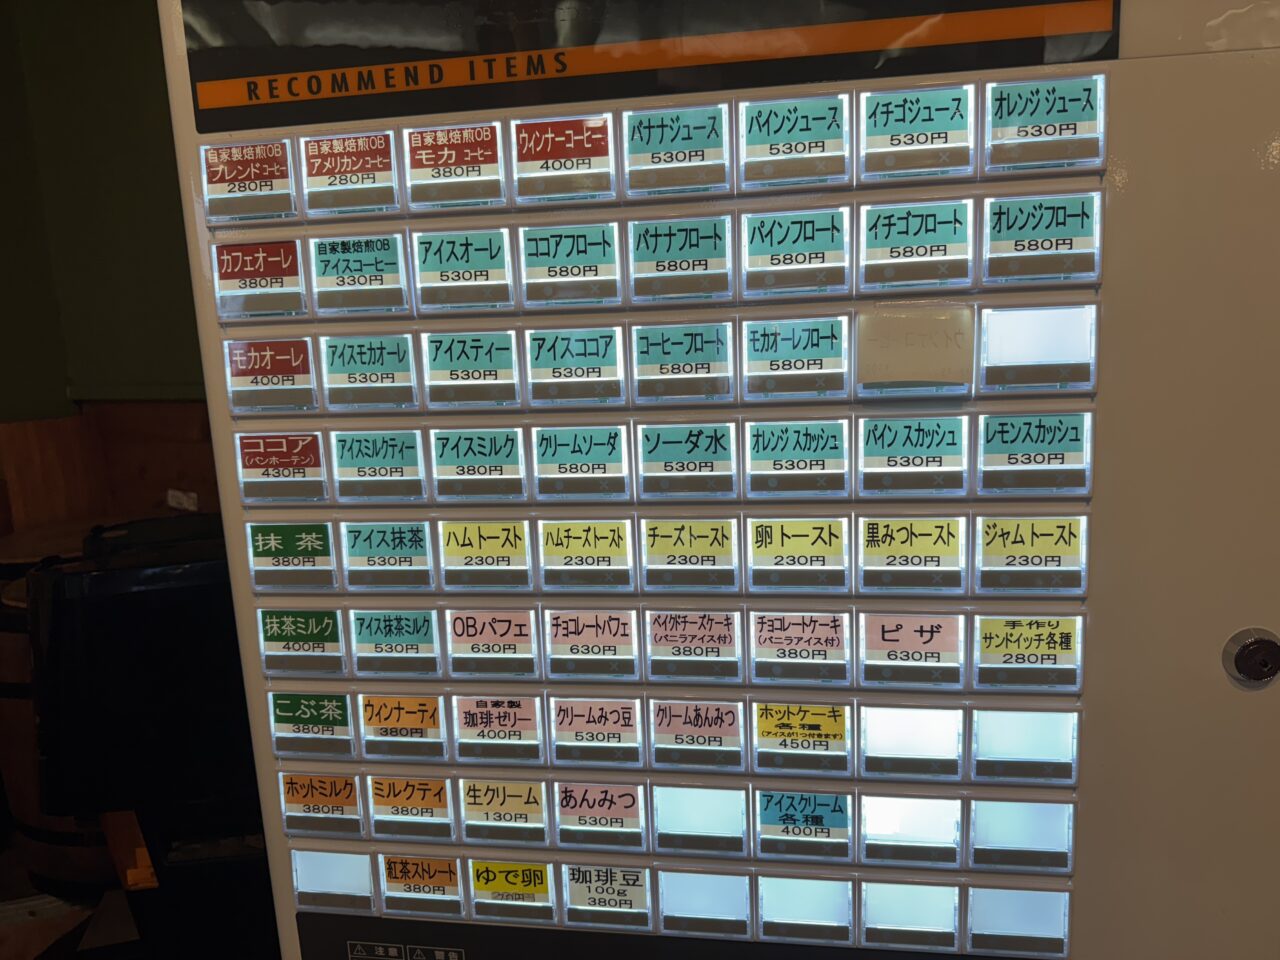 RECOMMEND ITEMS
自家製焙煎OB
ブレンド コーヒー
280円
自家製焙煎OB
アメリカン コーヒー
280円
自家製焙煎OB
モカ コーヒー
380円
ウィンナーコーヒー
400円
バナナジュース
530円
パインジュース
530円
イチゴジュース
530円
オレンジ ジュース
530円
カフェオーレ
380円
自家製焙煎OB
アイスコーヒー
330円
アイスオーレ
530円
ココアフロート
580円
バナナフロート
580円
パインフロート
580円
イチゴフロート
580円
オレンジフロート
580円
モカオーレ
400円
アイスモカオーレ
530円
アイスティー
530円
アイスココア
530円
コーヒーフロート
580円
モカオーレフロート
580円
ココア
(バンホーテン)
430円
アイスミルクティー
530円
アイスミルク
380円
クリームソーダ
580円
ソーダ水
530円
オレンジ スカッシュ
530円
パイン スカッシュ
530円
レモンスカッシュ
530円
抹茶
380円
アイス抹茶
530円
ハムトースト
230円
ハムチーズトースト
230円
チーズトースト
230円
卵トースト
230円
黒みつトースト
230円
ジャムトースト
230円
抹茶ミルク
400円
アイス抹茶ミルク
530円
OBパフェ
630円
チョコレートパフェ
630円
ベイクドチーズケーキ
(バニラアイス付)
380円
チョコレートケーキ
(バニラアイス付)
380円
ピザ
630円
手作り
サンドイッチ各種
280円
こぶ茶
380円
ウィンナーティ
380円
自家製
珈琲ゼリー
400円
クリームみつ豆
530円
クリームあんみつ
530円
ホットケーキ
各種
(アイスが1つ付きます)
450円
ホットミルク
380円
ミルクティ
380円
生クリーム
130円
あんみつ
530円
アイスクリーム
各種
400円
紅茶ストレート
380円
ゆで卵
珈琲豆
100g
380円
注意
警告